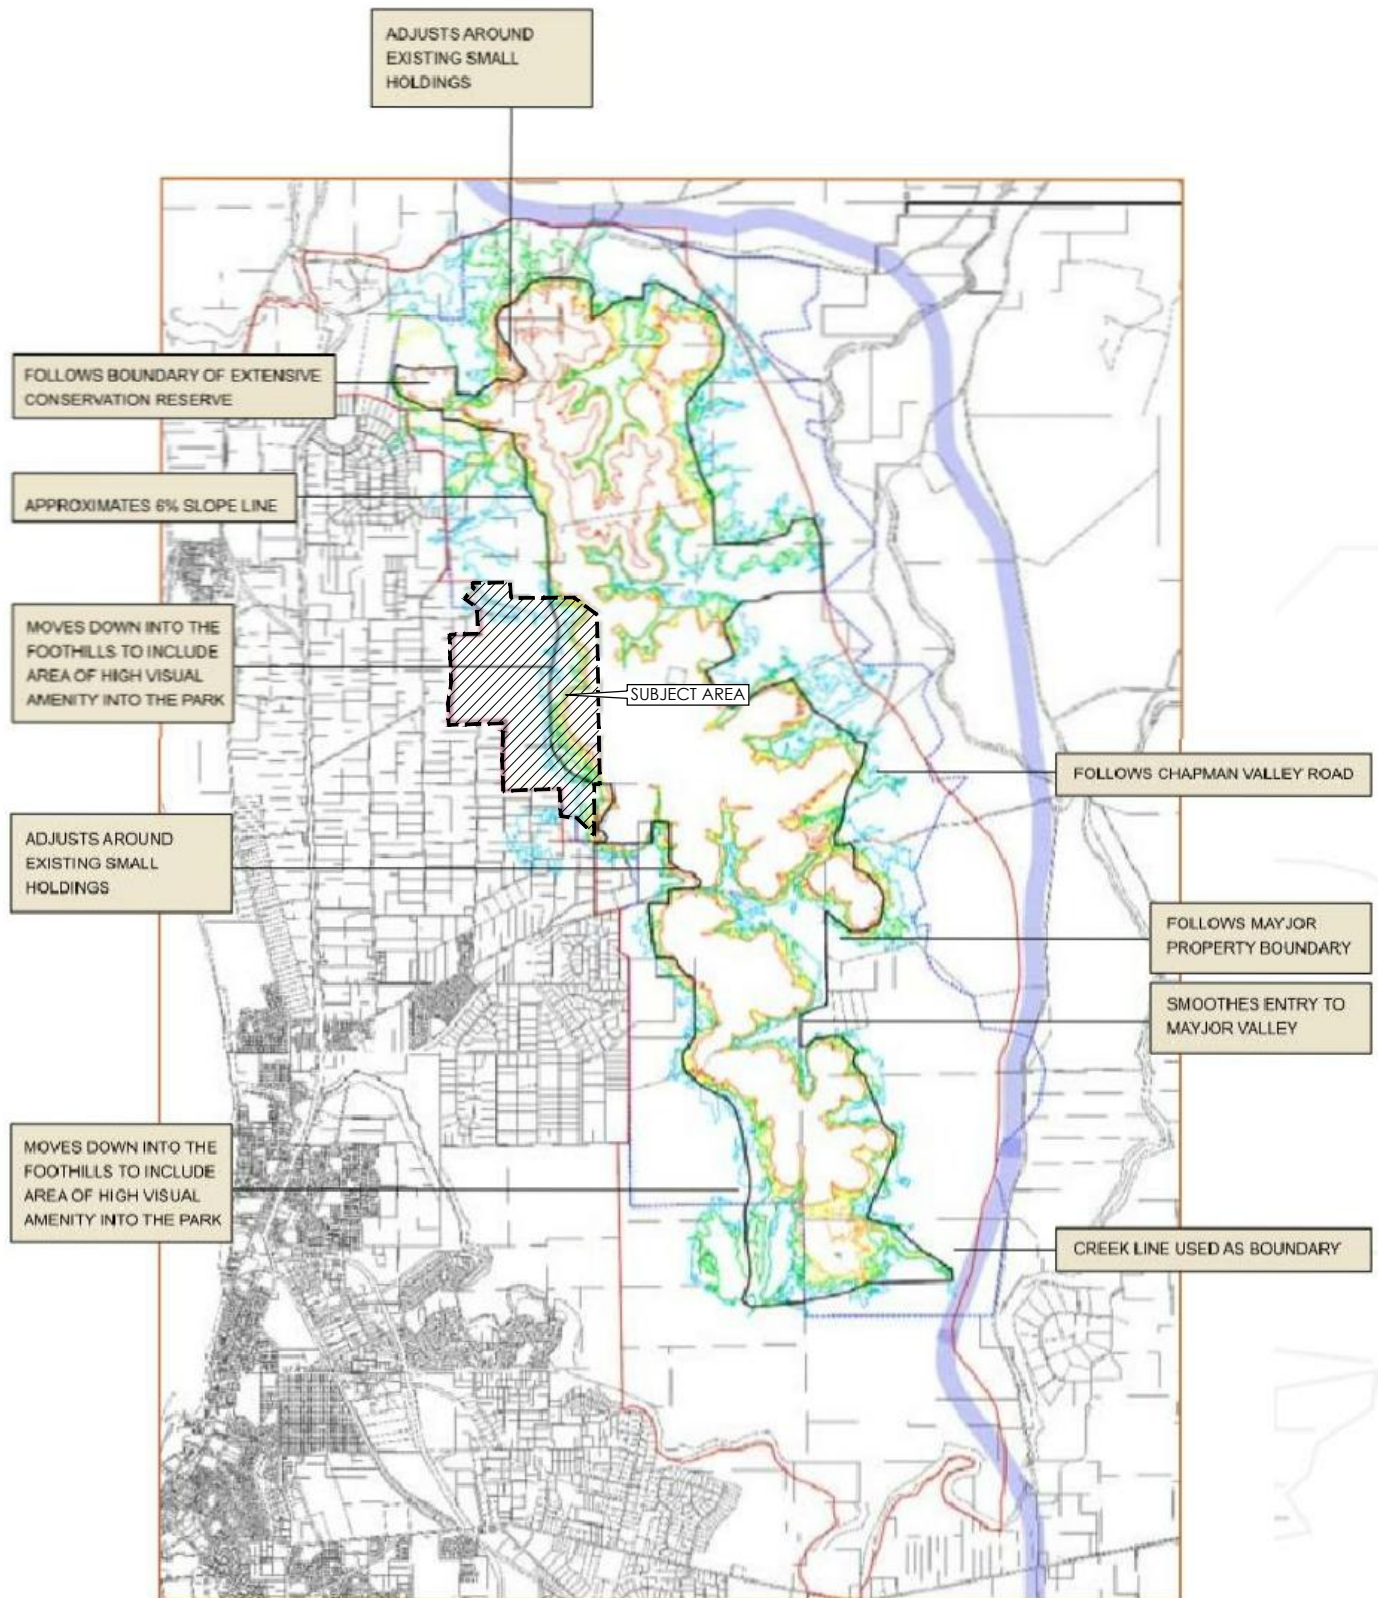 ADJUSTS AROUND
EXISTING SMALL
HOLDINGS
FOLLOWS BOUNDARY OF EXTENSIVE
CONSERVATION RESERVE
APPROXIMATES 6% SLOPE LINE
MOVES DOWN INTO THE
FOOTHILLS TO INCLUDE
AREA OF HIGH VISUAL
AMENITY INTO THE PARK
SUBJECT AREA
FOLLOWS CHAPMAN VALLEY ROAD
ADJUSTS AROUND
EXISTING SMALL
HOLDINGS
FOLLOWS MAYJOR
PROPERTY BOUNDARY
SMOOTHES ENTRY TO
MAYJOR VALLEY
MOVES DOWN INTO THE
FOOTHILLS TO INCLUDE
AREA OF HIGH VISUAL
AMENITY INTO THE PARK
CREEK LINE USED AS BOUNDARY